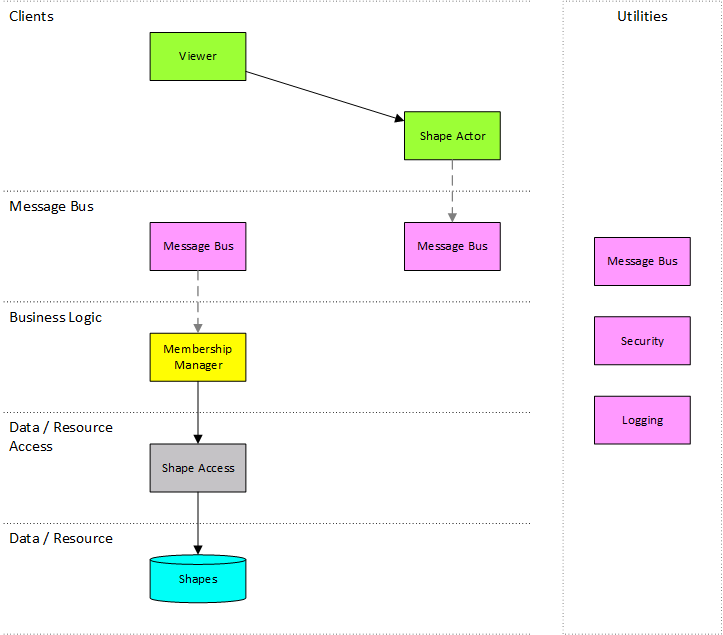 Clients
Utilities
Viewer
Shape Actor
Message Bus
Message Bus
Message Bus
Message Bus
Business Logic
Security
Membership
Manager
Logging
Data / Resource
Access
Shape Access
Data / Resource
Shapes